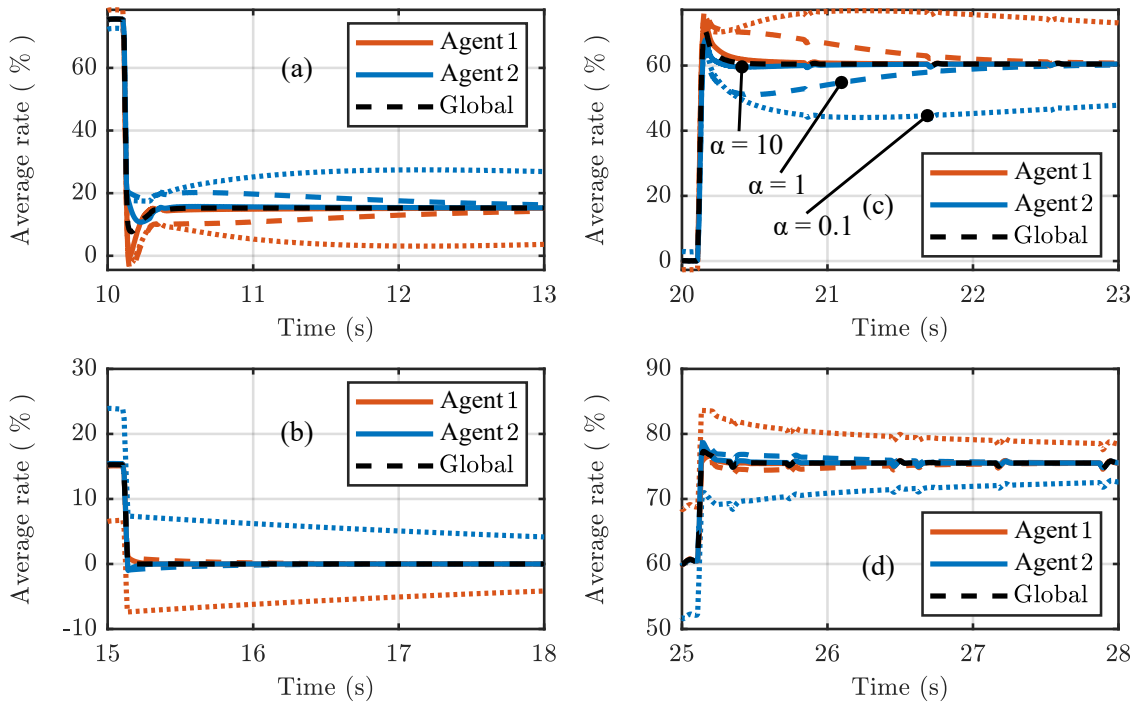 Average rate ( % )
60
40
20
0
(a)
Agent 1
Agent 2
Global
10
11
12
13
Time (s)
Average rate ( % )
60
40
20
0
α = 10
α = 1
α = 0.1
(c)
Agent 1
Agent 2
Global
20
21
22
23
Time (s)
Average rate ( % )
30
20
10
0
-10
(b)
Agent 1
Agent 2
Global
15
16
17
18
Time (s)
Average rate ( % )
90
80
70
60
50
(d)
Agent 1
Agent 2
Global
25
26
27
28
Time (s)